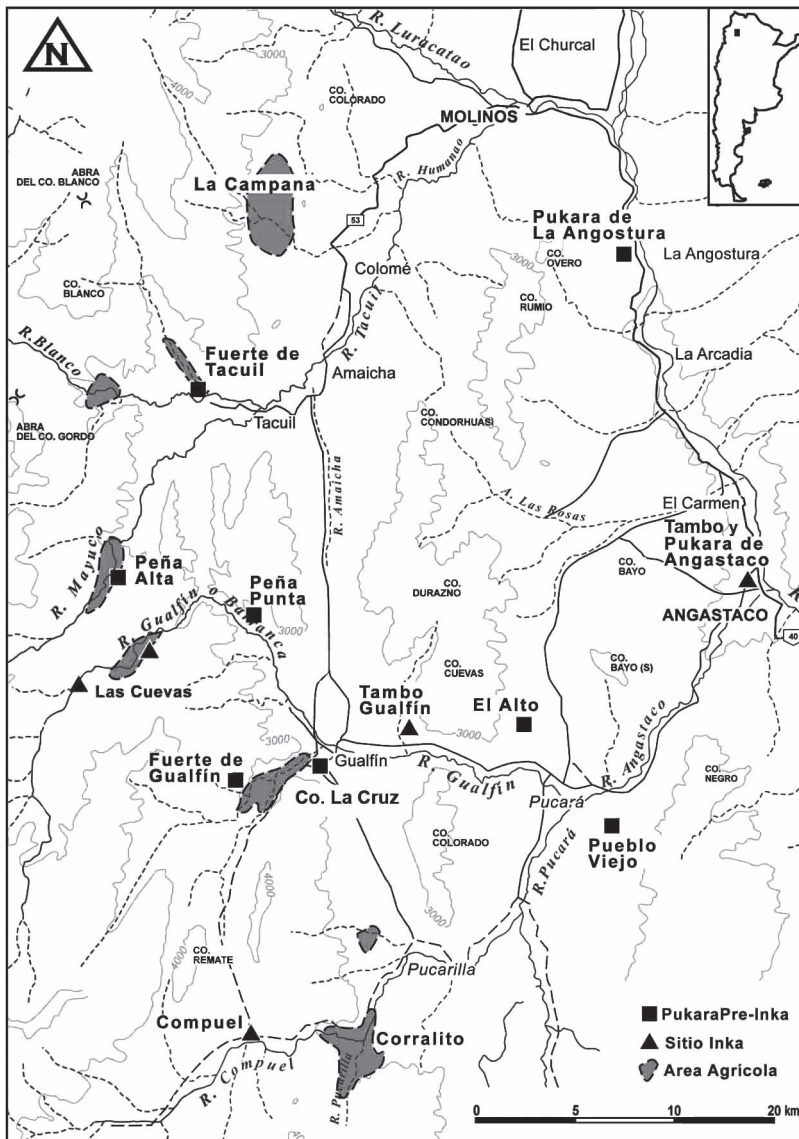 N
R. Luracatao
El Churcal
3000
4000
CO.
COLORADO
MOLINOS
ABRA
DEL CO. BLANCO
La Campana
R. Humanao
53
Pukara de
La Angostura
3000
CO.
OVERO
La Angostura
Colomé
CO.
BLANCO
CO.
RUMIO
R. Blanco
Fuerte de
Tacuil
R. Tacuil
La Arcadia
Amaicha
ABRA
DEL CO. GORDO
Tacuil
CO.
CONDORHUASI
R. Amaicha
A. Las Rosas
El Carmen
Tambo y
Pukara de
Angastaco
R. Mayuco
Peña
Alta
Peña
Punta
3000
R. Gualfín o Barranca
CO.
DURAZNO
CO.
BAYO
ANGASTACO
40
CO.
BAYO (S)
Las Cuevas
CO.
CUEVAS
Tambo
Gualfín
El Alto
3000
3000
R. Angastaco
Fuerte de
Gualfín
Gualfín
R. Gualfín
CO.
NEGRO
Co. La Cruz
Pucará
CO.
COLORADO
R. Pucará
Pueblo
Viejo
4000
3000
4000
CO.
REMATE
Pucarilla
Compuel
Corralito
R. Compuel
R. Pucarilla
PukaraPre-Inka
Sitio Inka
Area Agrícola
0 5 10 20 km